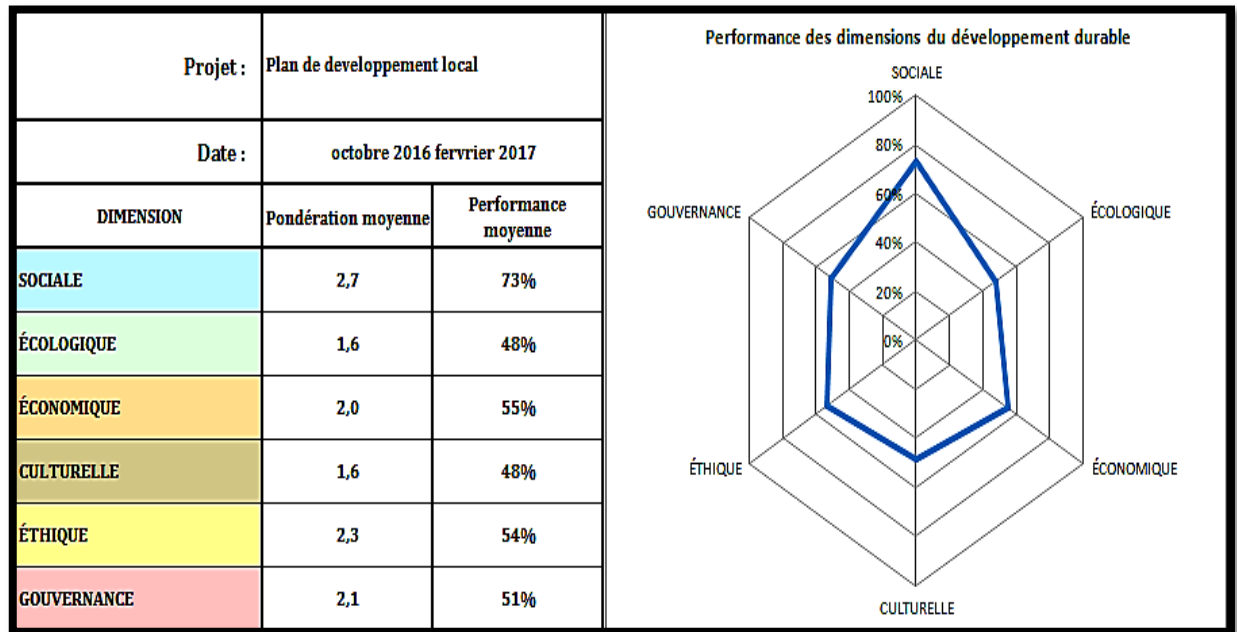 Projet : Plan de developpement local
Date : octobre 2016 fervrier 2017
DIMENSION Pondération moyenne Performance moyenne
SOCIALE 2,7 73%
ÉCOLOGIQUE 1,6 48%
ÉCONOMIQUE 2,0 55%
CULTURELLE 1,6 48%
ÉTHIQUE 2,3 54%
GOUVERNANCE 2,1 51%
Performance des dimensions du développement durable
SOCIALE
100%
80%
60%
GOUVERNANCE
ÉCOLOGIQUE
40%
20%
0%
ÉTHIQUE
ÉCONOMIQUE
CULTURELLE